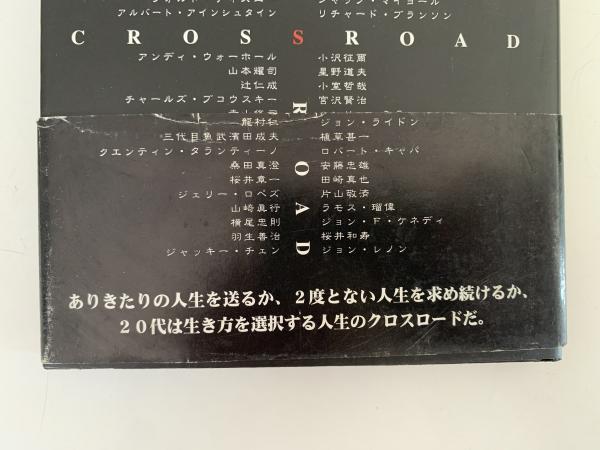 アルバート・アインシュタイン　リチャード・ブランソン
CROSSROAD
アンディ・ウォーホール　小沢征爾
山本耀司　星野道夫
辻仁成　小室哲哉
チャールズ・ブコウスキー　宮沢賢治
R
龍村仁　ジョン・ライドン
三代目魚武濱田成夫　植草甚一
クエンティン・タランティーノ　ロバート・キャパ
桑田真澄　安藤忠雄
桜井章一　田崎真也
O
ジェリー・ロペズ　片山敬済
山崎眞行　ラモス・瑠偉
A
横尾忠則　ジョン・F・ケネディ
羽生善治　桜井和寿
D
ジャッキー・チェン　ジョン・レノン
ありきたりの人生を送るか、2度とない人生を求め続けるか、
20代は生き方を選択する人生のクロスロードだ。